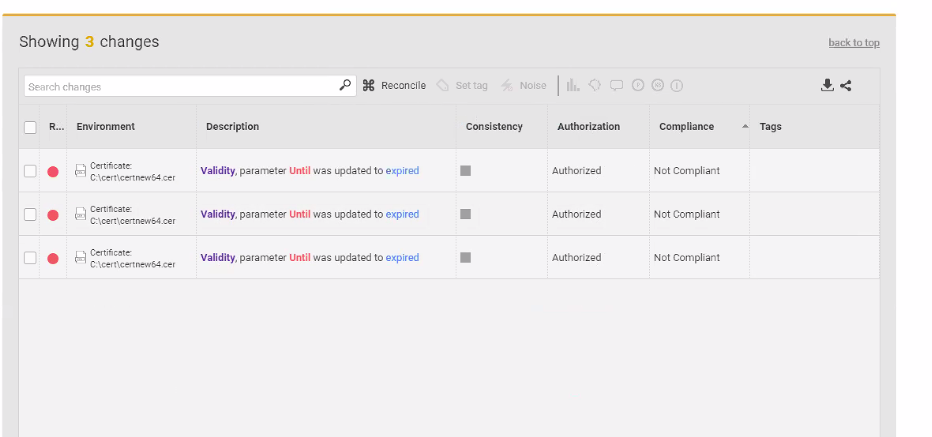 Showing 3 changes
back to top
Search changes
Reconcile
Set tag
Noise
R...
Environment
Description
Consistency
Authorization
Compliance
Tags
Certificate:
C:\cert\certnew64.cer
Validity, parameter Until was updated to expired
Authorized
Not Compliant
Certificate:
C:\cert\certnew64.cer
Validity, parameter Until was updated to expired
Authorized
Not Compliant
Certificate:
C:\cert\certnew64.cer
Validity, parameter Until was updated to expired
Authorized
Not Compliant